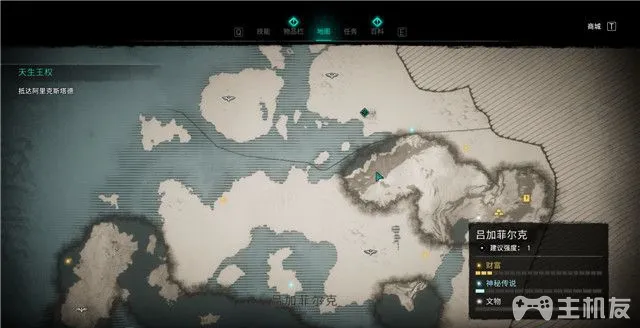 Q 技能 物品栏 地图 任务 百科 E
商城 T
天生王权
抵达阿里克斯塔德
吕加菲尔克
吕加菲尔克
• 建议强度： 1
财富
神秘传说
文物
主机友